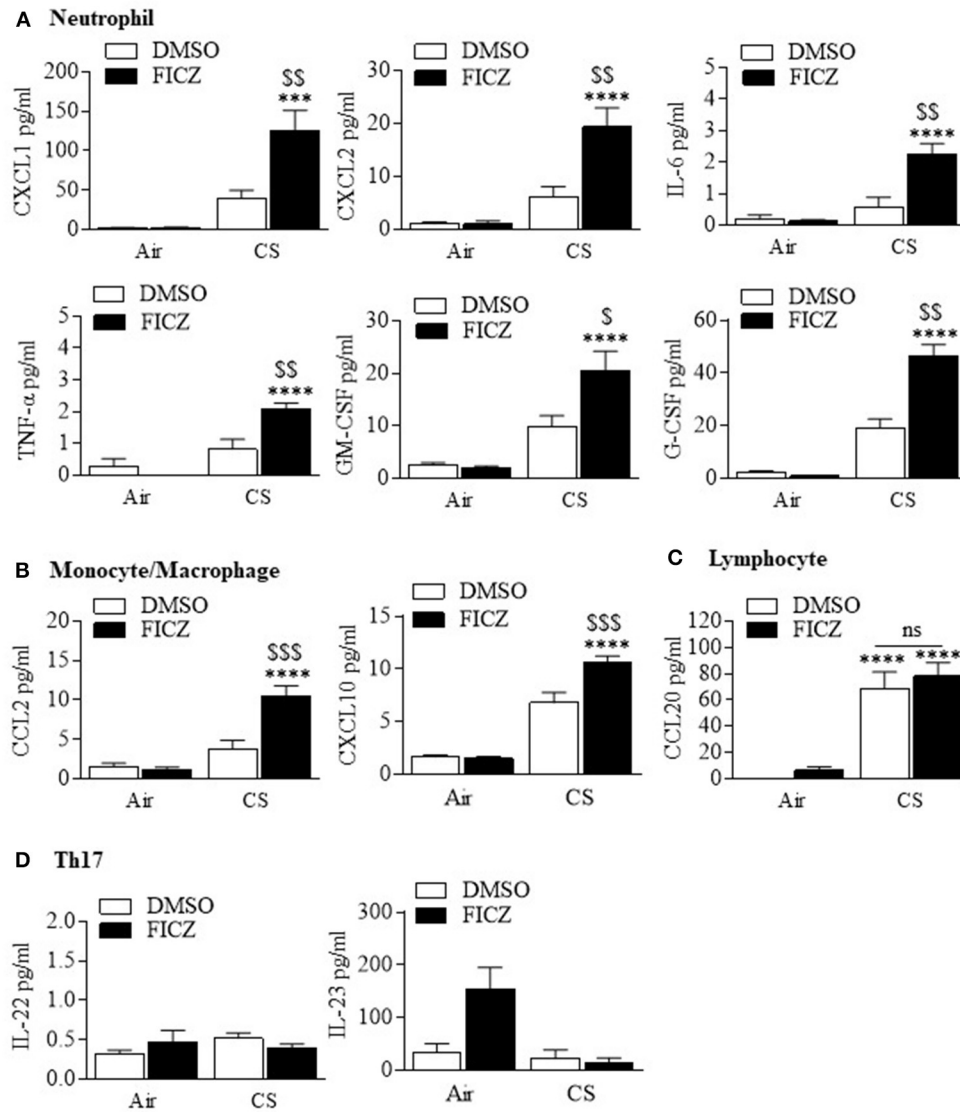 A Neutrophil
DMSO
FICZ
CXCL1 pg/ml
200
150
100
50
0
$$
***
Air CS
DMSO
FICZ
CXCL2 pg/ml
30
20
10
0
$$
****
Air CS
DMSO
FICZ
IL-6 pg/ml
5
4
3
2
1
0
$$
****
Air CS
DMSO
FICZ
TNF-α pg/ml
5
4
3
2
1
0
$$
****
Air CS
DMSO
FICZ
GM-CSF pg/ml
30
20
10
0
$
****
Air CS
DMSO
FICZ
G-CSF pg/ml
60
40
20
0
$$
****
Air CS
B Monocyte/Macrophage
DMSO
FICZ
CCL2 pg/ml
20
15
10
5
0
$$$
****
Air CS
DMSO
FICZ
CXCL10 pg/ml
15
10
5
0
$$$
****
Air CS
C Lymphocyte
DMSO
FICZ
CCL20 pg/ml
120
100
80
60
40
20
0
ns
**** ****
Air CS
D Th17
DMSO
FICZ
IL-22 pg/ml
2.0
1.5
1.0
0.5
0.0
Air CS
DMSO
FICZ
IL-23 pg/ml
300
200
100
0
Air CS